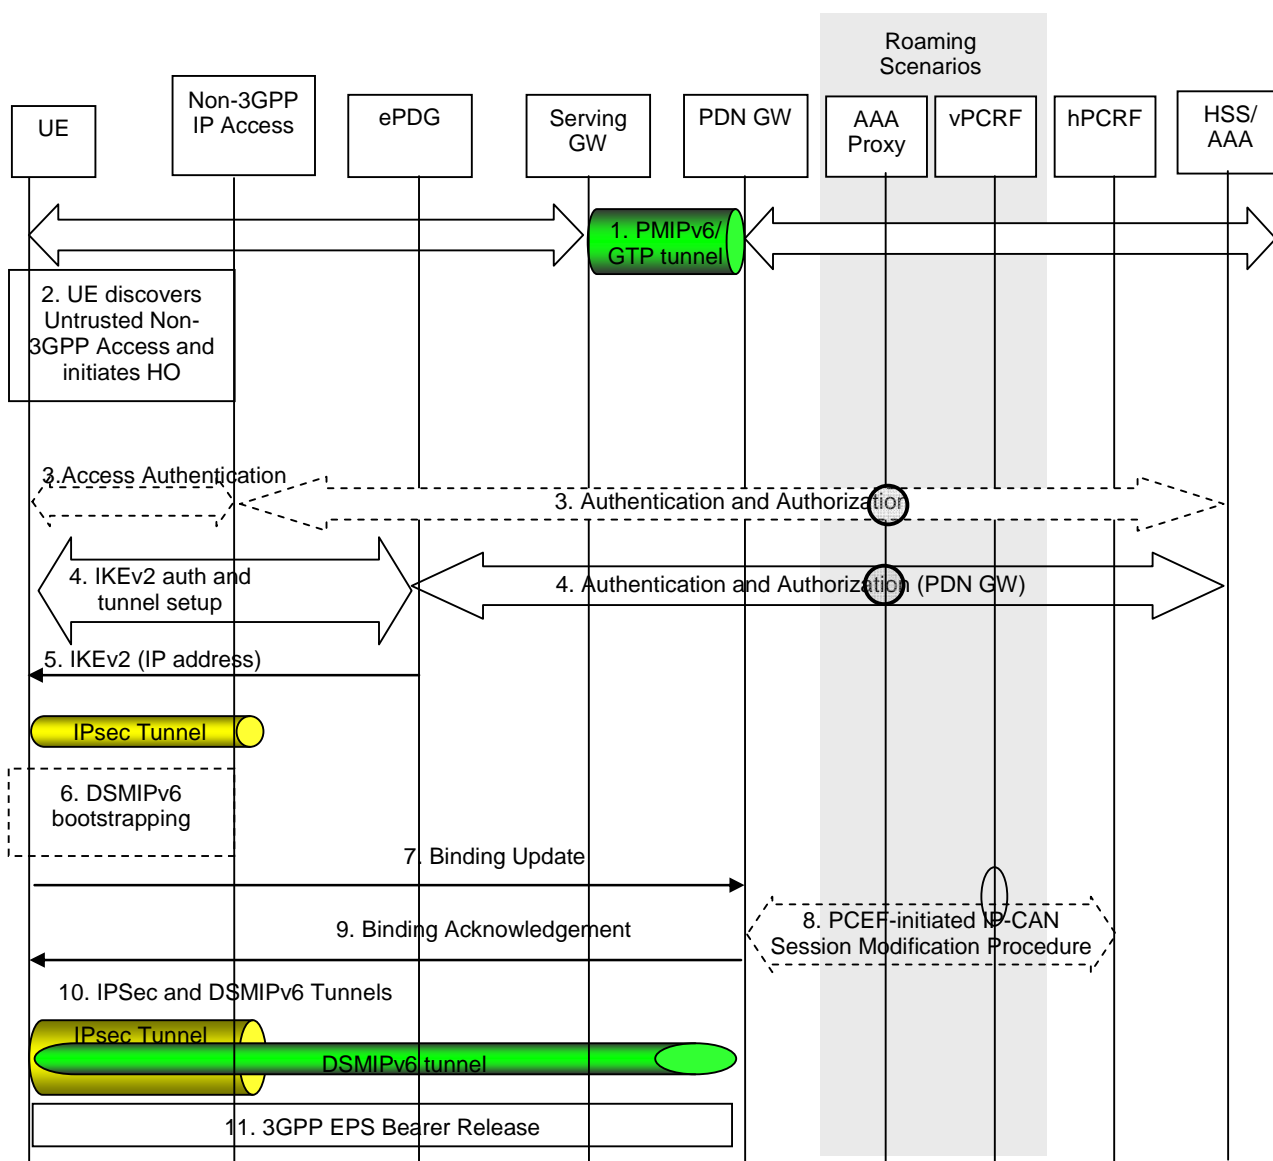 Roaming
Scenarios
UE
Non-3GPP
IP Access
ePDG
Serving
GW
PDN GW
AAA
Proxy
vPCRF
hPCRF
HSS/
AAA
1. PMIPv6/
GTP tunnel
2. UE discovers
Untrusted Non-
3GPP Access and
initiates HO
3.Access Authentication
3. Authentication and Authorization
4. IKEv2 auth and
tunnel setup
4. Authentication and Authorization (PDN GW)
5. IKEv2 (IP address)
IPsec Tunnel
6. DSMIPv6
bootstrapping
7. Binding Update
8. PCEF-initiated IP-CAN
Session Modification Procedure
9. Binding Acknowledgement
10. IPSec and DSMIPv6 Tunnels
IPsec Tunnel
DSMIPv6 tunnel
11. 3GPP EPS Bearer Release